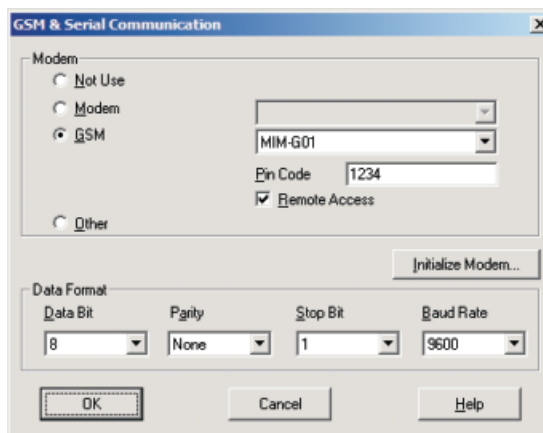 GSM & Serial Communication
Modem
Not Use
Modem
GSM
MIM-G01
Pin Code 1234
Remote Access
Other
Initialize Modem...
Data Format
Data Bit Parity Stop Bit Baud Rate
8 None 1 9600
OK Cancel Help